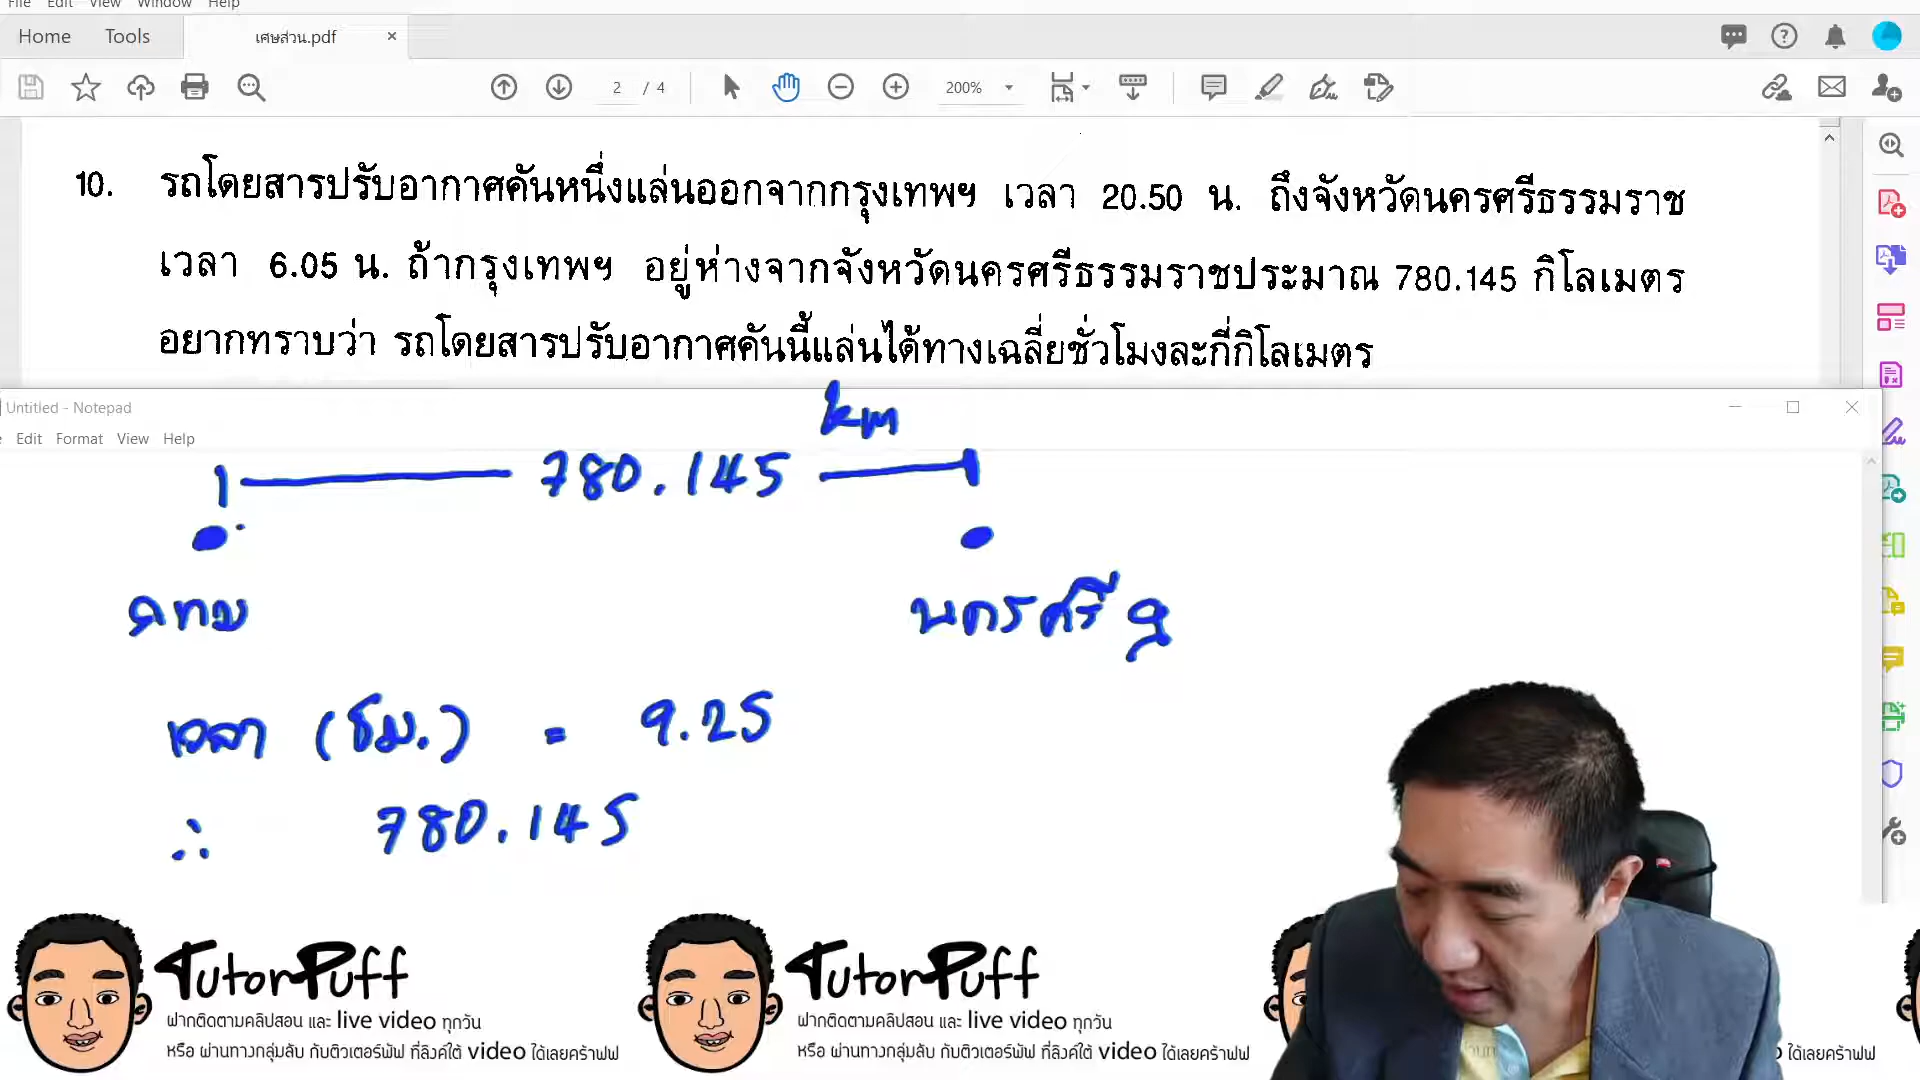 File Edit View Window Help
Home Tools เศษส่วน.pdf
2 / 4 200%
10. รถโดยสารปรับอากาศคันหนึ่งแล่นออกจากกรุงเทพฯ เวลา 20.50 น. ถึงจังหวัดนครศรีธรรมราช
เวลา 6.05 น. ถ้ากรุงเทพฯ อยู่ห่างจากจังหวัดนครศรีธรรมราชประมาณ 780.145 กิโลเมตร
อยากทราบว่า รถโดยสารปรับอากาศคันนี้แล่นได้ทางเฉลี่ยชั่วโมงละกี่กิโลเมตร
Untitled - Notepad
Edit Format View Help
km
780.145
กทม นครศรี ฯ
เวลา (ชม.) = 9.25
∴ 780.145
TutorPuff TutorPuff
ฝากติดตามคลิปสอน และ live video ทุกวัน ฝากติดตามคลิปสอน และ live video ทุกวัน
หรือ ผ่านทางกลุ่มลับ กับติวเตอร์พัฟ ที่ลิงค์ใต้ video ได้เลยคร้าฟฟ หรือ ผ่านทางกลุ่มลับ กับติวเตอร์พัฟ ที่ลิงค์ใต้ video ได้เลยคร้าฟฟ ได้เลยคร้าฟฟ